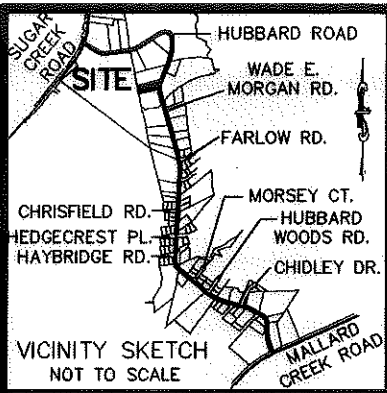 SUGAR
CREEK
ROAD
HUBBARD ROAD
SITE
WADE E.
MORGAN RD.
FARLOW RD.
CHRISFIELD RD.
HEDGECREST PL.
HAYBRIDGE RD.
MORSEY CT.
HUBBARD
WOODS RD.
CHIDLEY DR.
MALLARD
CREEK ROAD
VICINITY SKETCH
NOT TO SCALE